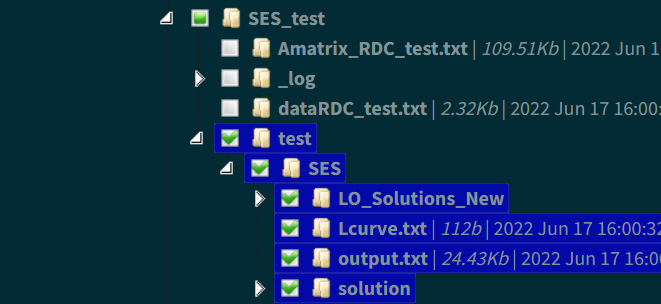 SES_test
Amatrix_RDC_test.txt | 109.51Kb | 2022 Jun 1
_log
dataRDC_test.txt | 2.32Kb | 2022 Jun 17 16:00:
test
SES
LO_Solutions_New
Lcurve.txt | 112b | 2022 Jun 17 16:00:32
output.txt | 24.43Kb | 2022 Jun 17 16:00
solution